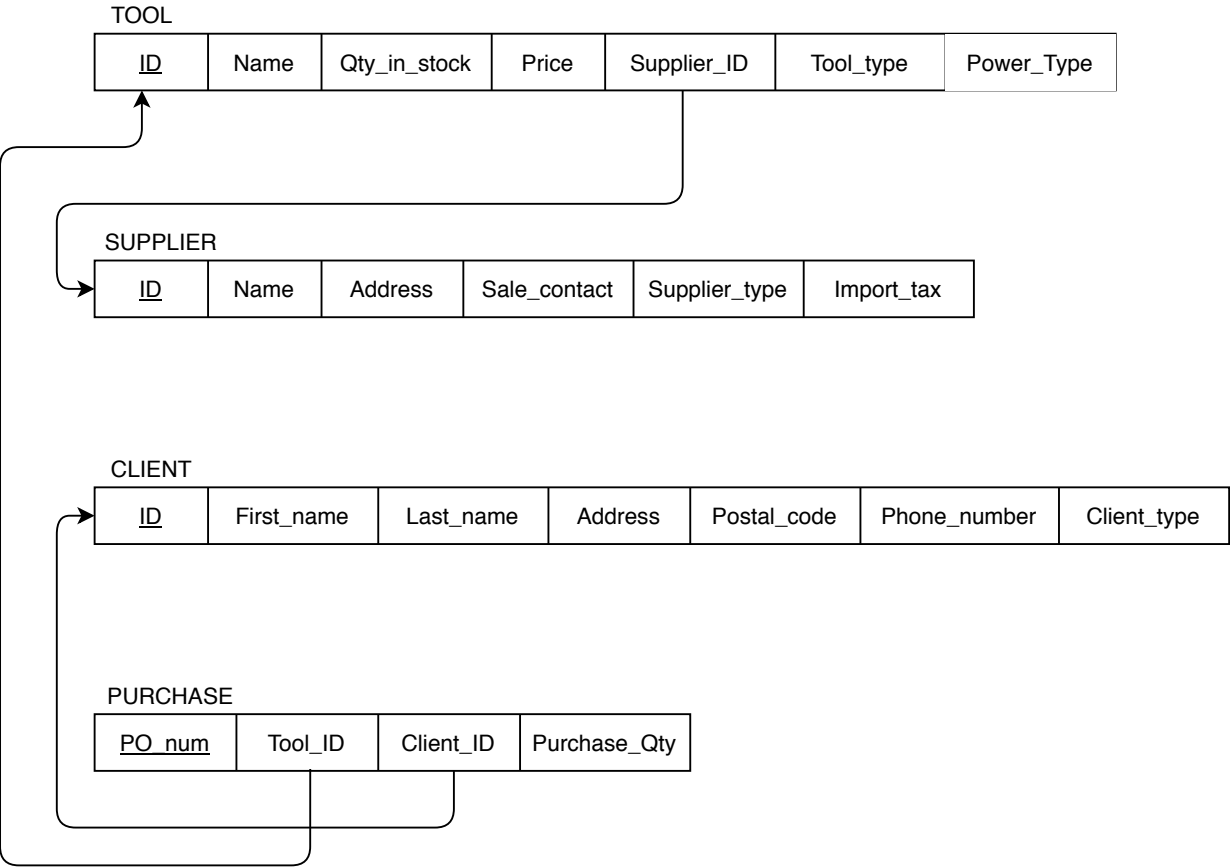 TOOL
ID Name Qty_in_stock Price Supplier_ID Tool_type Power_Type
SUPPLIER
ID Name Address Sale_contact Supplier_type Import_tax
CLIENT
ID First_name Last_name Address Postal_code Phone_number Client_type
PURCHASE
PO_num Tool_ID Client_ID Purchase_Qty